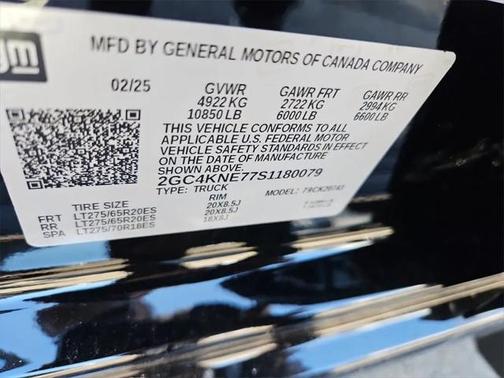 gm
MFD BY GENERAL MOTORS OF CANADA COMPANY
02/25 GVWR GAWR FRT GAWR RR
4922 KG 2722 KG 2994 KG
10850 LB 6000 LB 6600 LB
THIS VEHICLE CONFORMS TO ALL
APPLICABLE U.S. FEDERAL MOTOR
VEHICLE SAFETY STANDARDS IN
EFFECT ON THE DATE OF MANUFACTURE
SHOWN ABOVE.
2GC4KNE77S1180079
TYPE: TRUCK MODEL:
TIRE SIZE RIM
FRT LT275/65R20ES 20X8.5J
RR LT275/65R20ES 20X8.5J
SPA LT275/70R18ES 18X8J